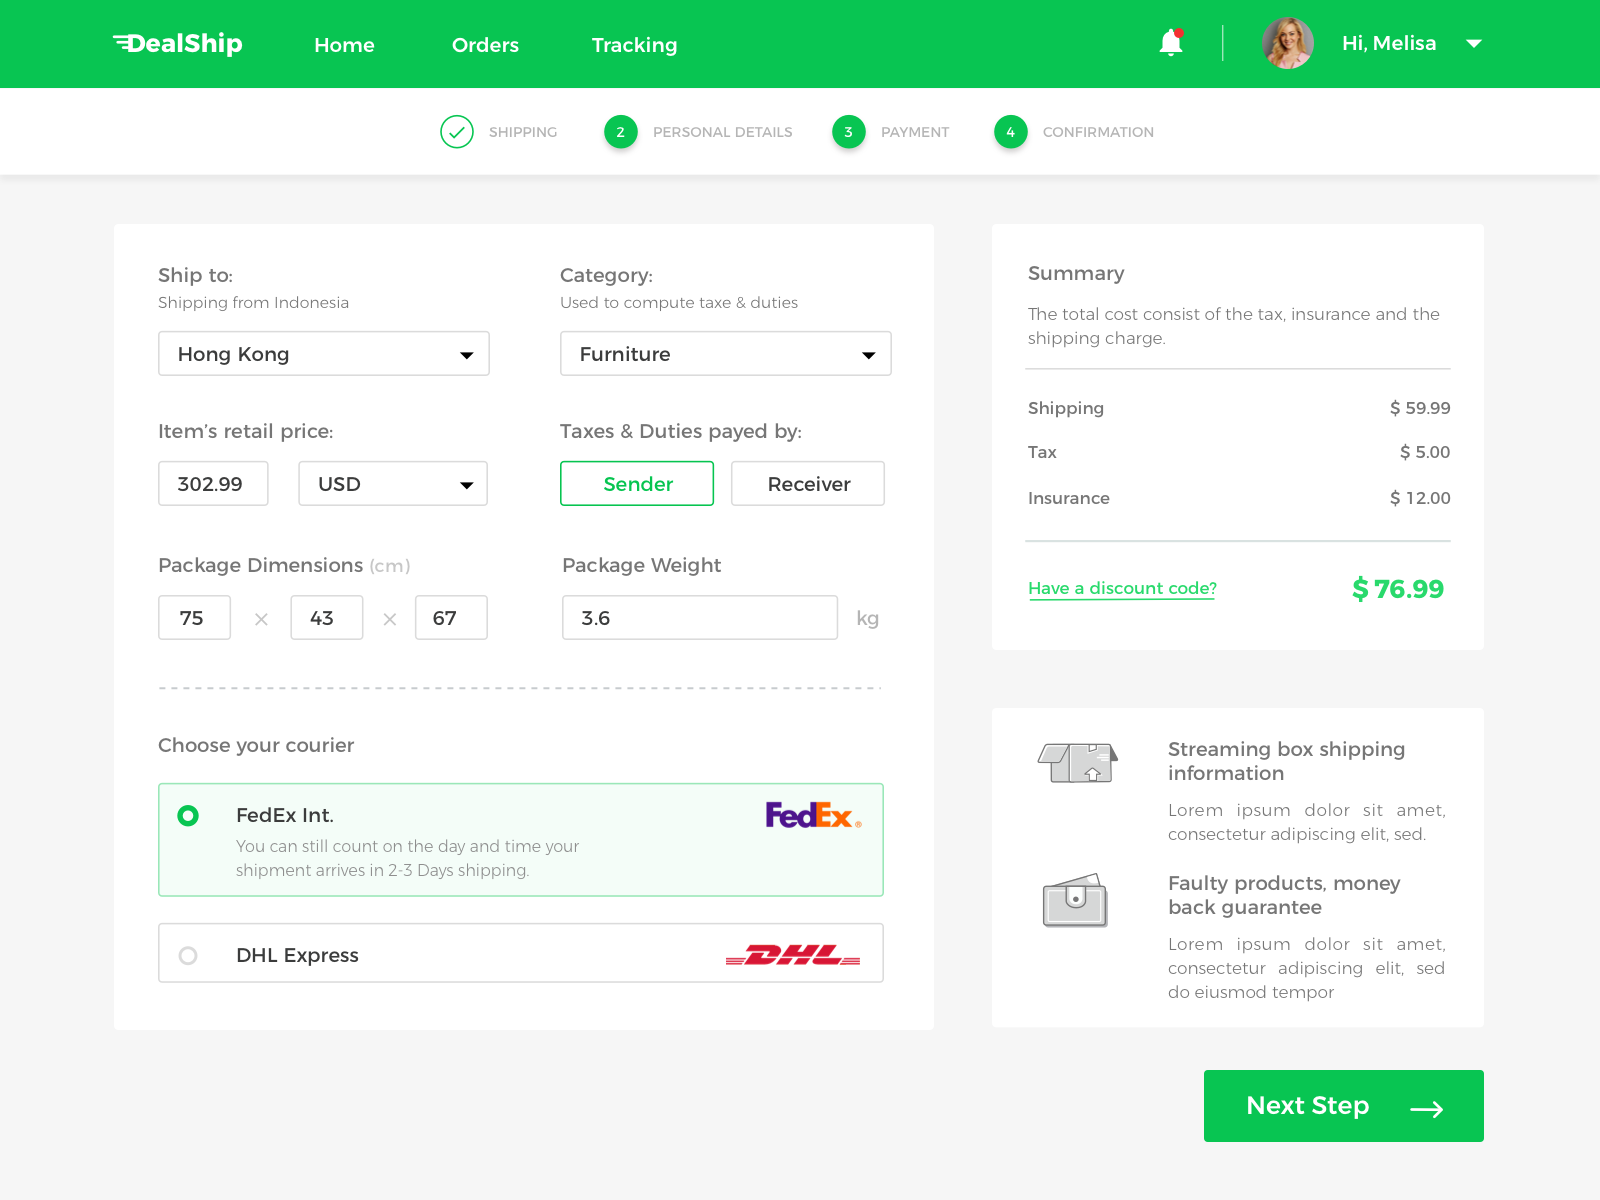 DealShip
Home
Orders
Tracking
Hi, Melisa
SHIPPING
2
PERSONAL DETAILS
3
PAYMENT
4
CONFIRMATION
Ship to:
Shipping from Indonesia
Hong Kong
Category:
Used to compute taxe & duties
Furniture
Item's retail price:
302.99
USD
Taxes & Duties payed by:
Sender
Receiver
Package Dimensions (cm)
75 × 43 × 67
Package Weight
3.6
kg
Choose your courier
FedEx Int.
You can still count on the day and time your
shipment arrives in 2-3 Days shipping.
FedEx®
DHL Express
DHL
Summary
The total cost consist of the tax, insurance and the
shipping charge.
Shipping $ 59.99
Tax $ 5.00
Insurance $ 12.00
Have a discount code? $ 76.99
Streaming box shipping
information
Lorem ipsum dolor sit amet,
consectetur adipiscing elit, sed.
Faulty products, money
back guarantee
Lorem ipsum dolor sit amet,
consectetur adipiscing elit, sed
do eiusmod tempor
Next Step